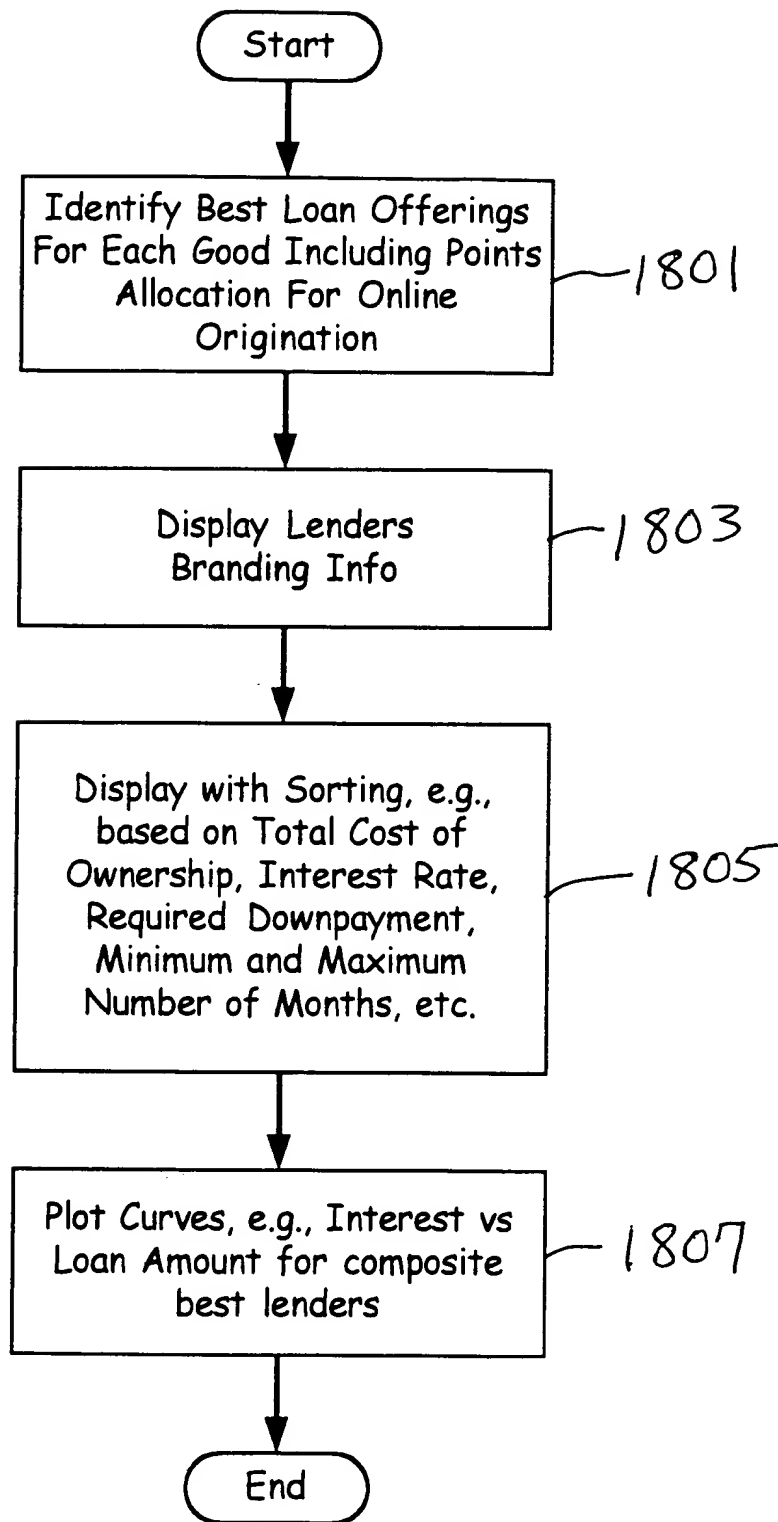 Start
Identify Best Loan Offerings
For Each Good Including Points
Allocation For Online
Origination
1801
Display Lenders
Branding Info
1803
Display with Sorting, e.g.,
based on Total Cost of
Ownership, Interest Rate,
Required Downpayment,
Minimum and Maximum
Number of Months, etc.
1805
Plot Curves, e.g., Interest vs
Loan Amount for composite
best lenders
1807
End